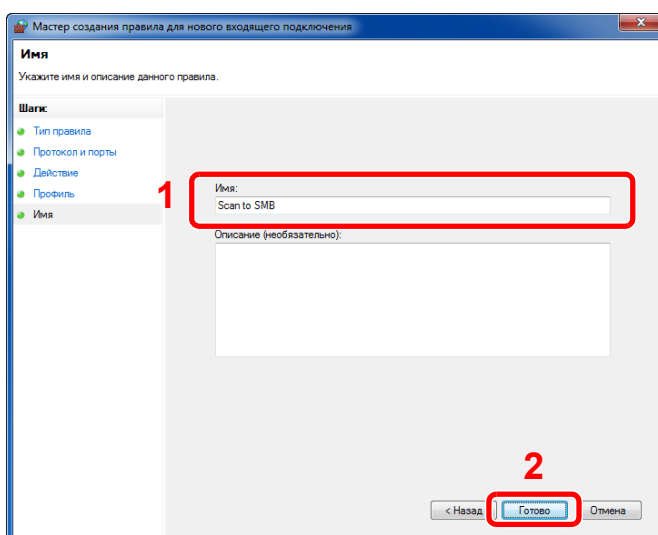 Мастер создания правила для нового входящего подключения
Имя
Укажите имя и описание данного правила.
Шаги:
Тип правила
Протокол и порты
Действие
Профиль
Имя
1
Имя:
Scan to SMB
Описание (необязательно):
2
< Назад
Готово
Отмена